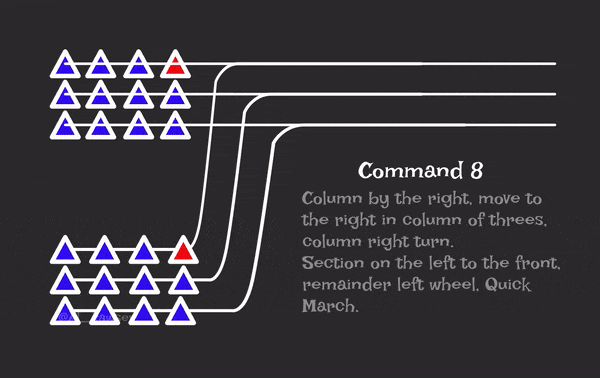 Command 8
Column by the right, move to
the right in column of threes,
column right turn.
Section on the left to the front,
remainder left wheel, Quick
March.